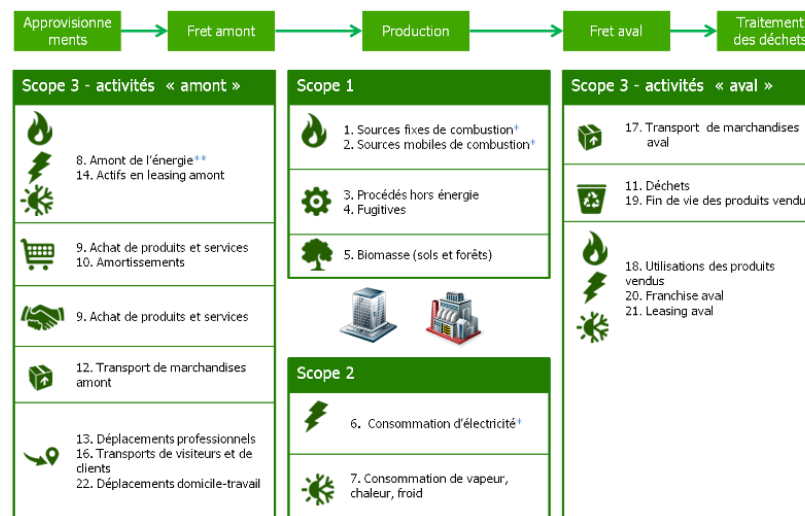 Approvisionne
ments
Fret amont
Production
Fret aval
Traitement
des déchets
Scope 3 - activités « amont »
8. Amont de l'énergie**
14. Actifs en leasing amont
9. Achat de produits et services
10. Amortissements
9. Achat de produits et services
12. Transport de marchandises
amont
13. Déplacements professionnels
16. Transports de visiteurs et de
clients
22. Déplacements domicile-travail
Scope 1
1. Sources fixes de combustion*
2. Sources mobiles de combustion*
3. Procédés hors énergie
4. Fugitives
5. Biomasse (sols et forêts)
Scope 2
6. Consommation d'électricité*
7. Consommation de vapeur,
chaleur, froid
Scope 3 - activités « aval »
17. Transport de marchandises
aval
11. Déchets
19. Fin de vie des produits vendu
18. Utilisations des produits
vendus
20. Franchise aval
21. Leasing aval